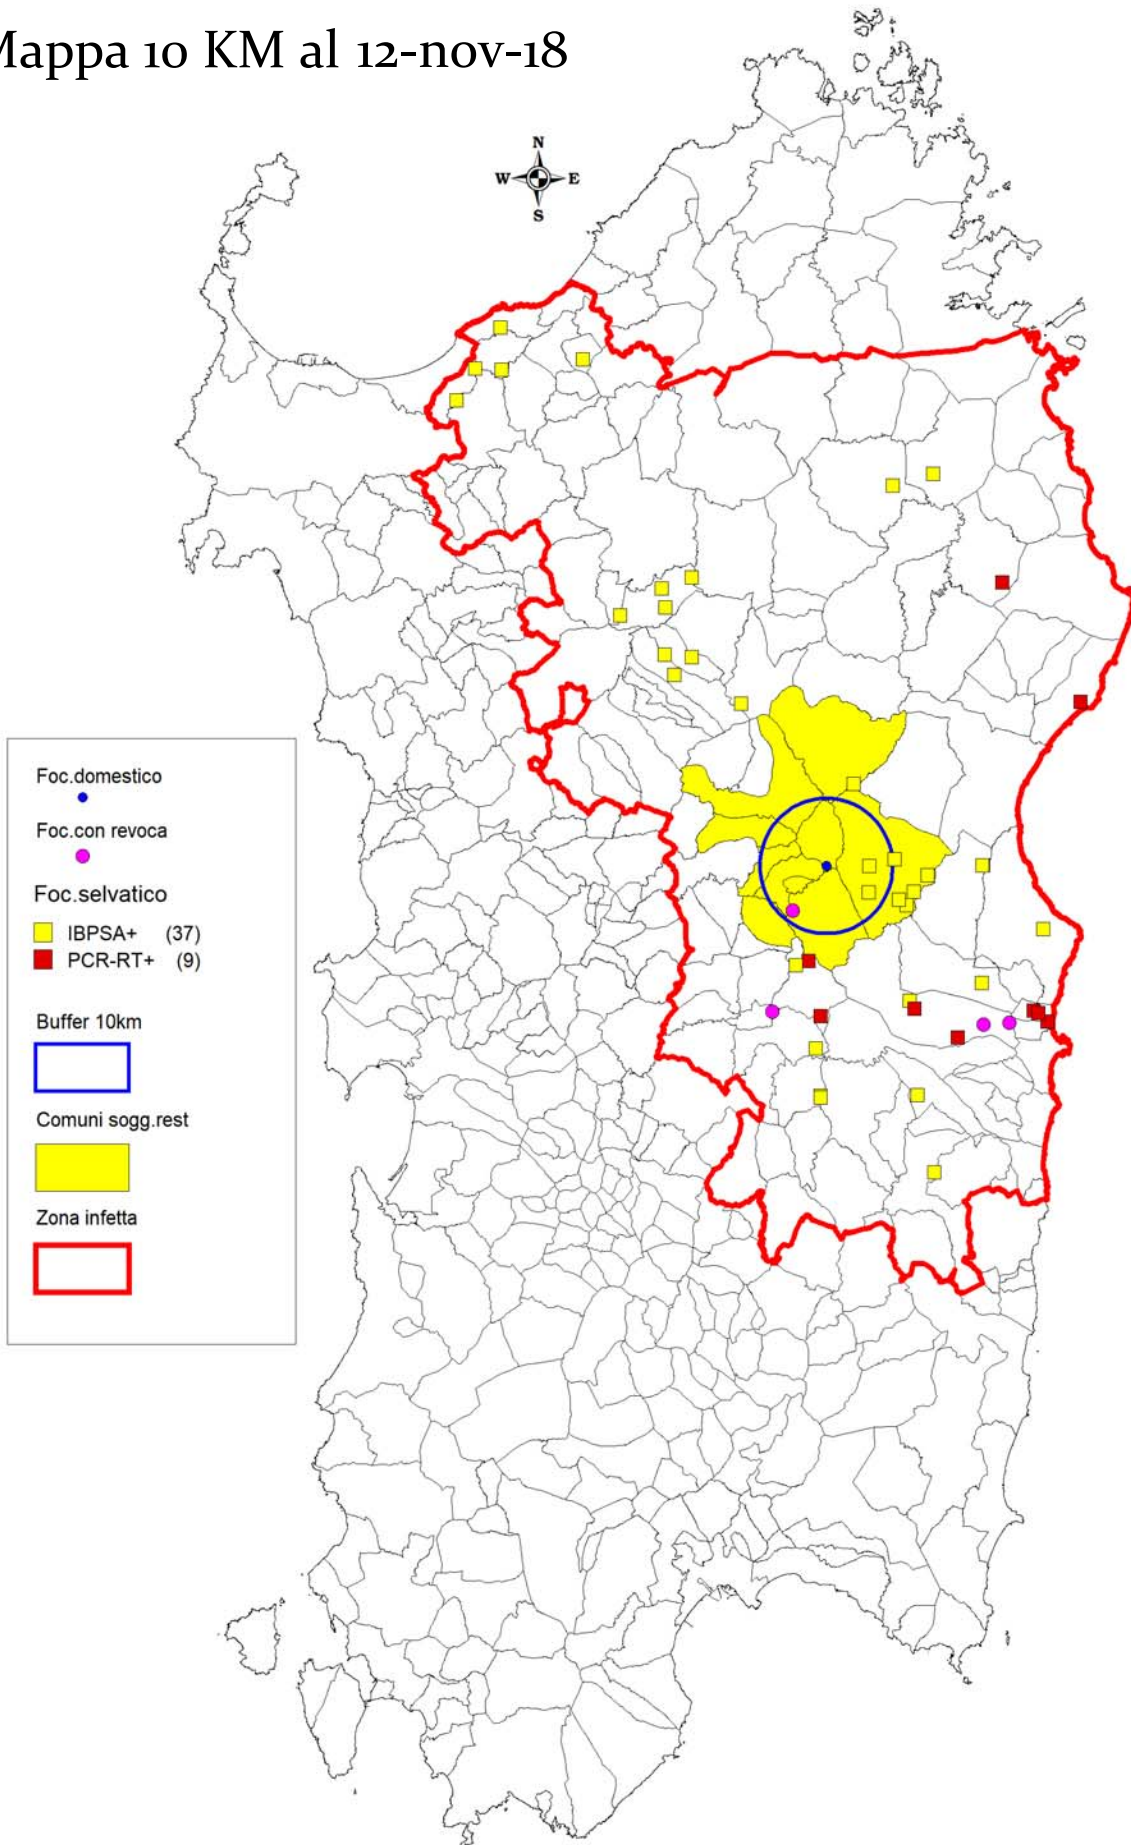 Mappa 10 KM al 12-nov-18
N
W E
S
Foc.domestico
Foc.con revoca
Foc.selvatico
IBPSA+ (37)
PCR-RT+ (9)
Buffer 10km
Comuni sogg.rest
Zona infetta